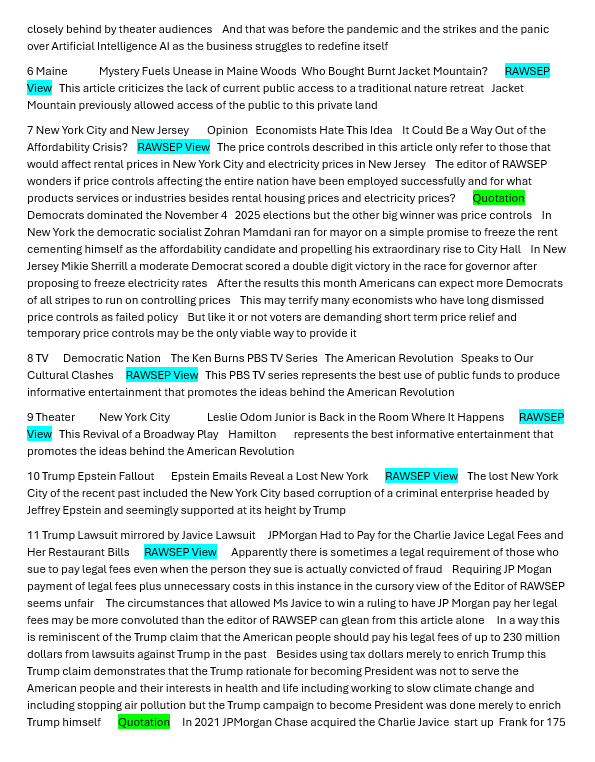 closely behind by theater audiences And that was before the pandemic and the strikes and the panic
over Artificial Intelligence AI as the business struggles to redefine itself
6 Maine Mystery Fuels Unease in Maine Woods Who Bought Burnt Jacket Mountain? RAWSEP
View This article criticizes the lack of current public access to a traditional nature retreat Jacket
Mountain previously allowed access of the public to this private land
7 New York City and New Jersey Opinion Economists Hate This Idea It Could Be a Way Out of the
Affordability Crisis? RAWSEP View The price controls described in this article only refer to those that
would affect rental prices in New York City and electricity prices in New Jersey The editor of RAWSEP
wonders if price controls affecting the entire nation have been employed successfully and for what
products services or industries besides rental housing prices and electricity prices? Quotation
Democrats dominated the November 4 2025 elections but the other big winner was price controls In
New York the democratic socialist Zohran Mamdani ran for mayor on a simple promise to freeze the rent
cementing himself as the affordability candidate and propelling his extraordinary rise to City Hall In New
Jersey Mikie Sherrill a moderate Democrat scored a double digit victory in the race for governor after
proposing to freeze electricity rates After the results this month Americans can expect more Democrats
of all stripes to run on controlling prices This may terrify many economists who have long dismissed
price controls as failed policy But like it or not voters are demanding short term price relief and
temporary price controls may be the only viable way to provide it
8 TV Democratic Nation The Ken Burns PBS TV Series The American Revolution Speaks to Our
Cultural Clashes RAWSEP View This PBS TV series represents the best use of public funds to produce
informative entertainment that promotes the ideas behind the American Revolution
9 Theater New York City Leslie Odom Junior is Back in the Room Where It Happens RAWSEP
View This Revival of a Broadway Play Hamilton represents the best informative entertainment that
promotes the ideas behind the American Revolution
10 Trump Epstein Fallout Epstein Emails Reveal a Lost New York RAWSEP View The lost New York
City of the recent past included the New York City based corruption of a criminal enterprise headed by
Jeffrey Epstein and seemingly supported at its height by Trump
11 Trump Lawsuit mirrored by Javice Lawsuit JPMorgan Had to Pay for the Charlie Javice Legal Fees and
Her Restaurant Bills RAWSEP View Apparently there is sometimes a legal requirement of those who
sue to pay legal fees even when the person they sue is actually convicted of fraud Requiring JP Mogan
payment of legal fees plus unnecessary costs in this instance in the cursory view of the Editor of RAWSEP
seems unfair The circumstances that allowed Ms Javice to win a ruling to have JP Morgan pay her legal
fees may be more convoluted than the editor of RAWSEP can glean from this article alone In a way this
is reminiscent of the Trump claim that the American people should pay his legal fees of up to 230 million
dollars from lawsuits against Trump in the past Besides using tax dollars merely to enrich Trump this
Trump claim demonstrates that the Trump rationale for becoming President was not to serve the
American people and their interests in health and life including working to slow climate change and
including stopping air pollution but the Trump campaign to become President was done merely to enrich
Trump himself Quotation In 2021 JPMorgan Chase acquired the Charlie Javice start up Frank for 175